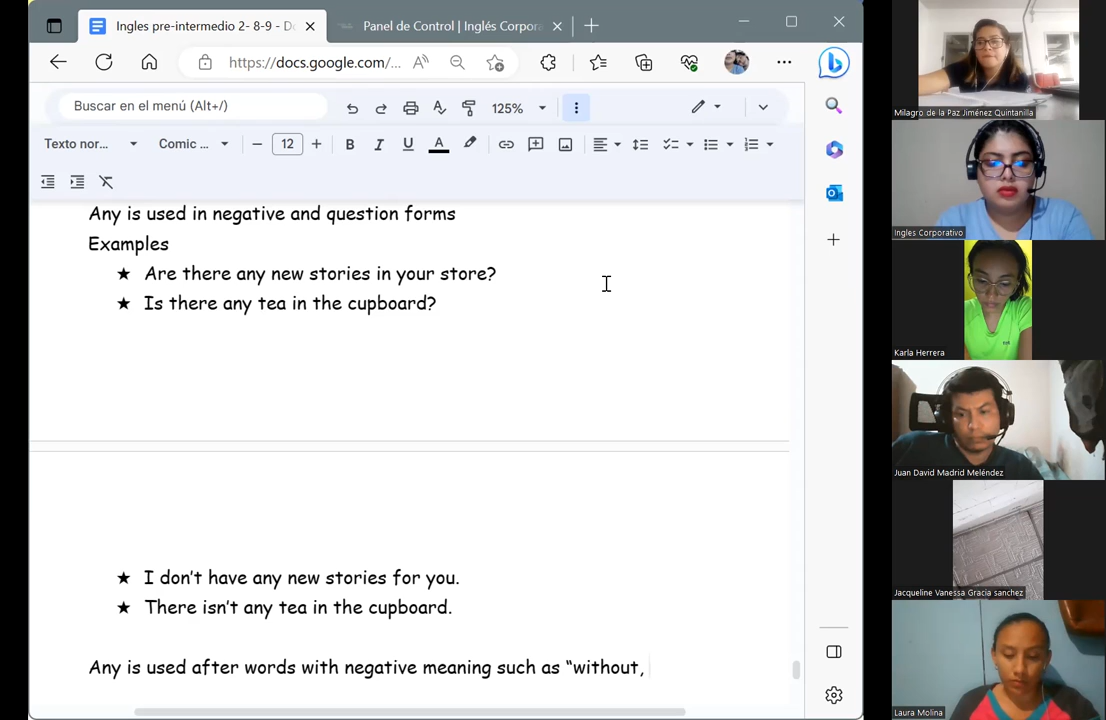 Ingles pre-intermedio 2- 8-9 - Do
Panel de Control | Inglés Corpor
https://docs.google.com/...
Buscar en el menú (Alt+/)
125%
Texto nor...
Comic ...
12
Any is used in negative and question forms
Examples
★ Are there any new stories in your store?
★ Is there any tea in the cupboard?
★ I don't have any new stories for you.
★ There isn't any tea in the cupboard.
Any is used after words with negative meaning such as "without,
Milagro de la Paz Jiménez Quintanilla
Ingles Corporativo
Karla Herrera
Juan David Madrid Meléndez
Jacqueline Vanessa Gracia sanchez
Laura Molina